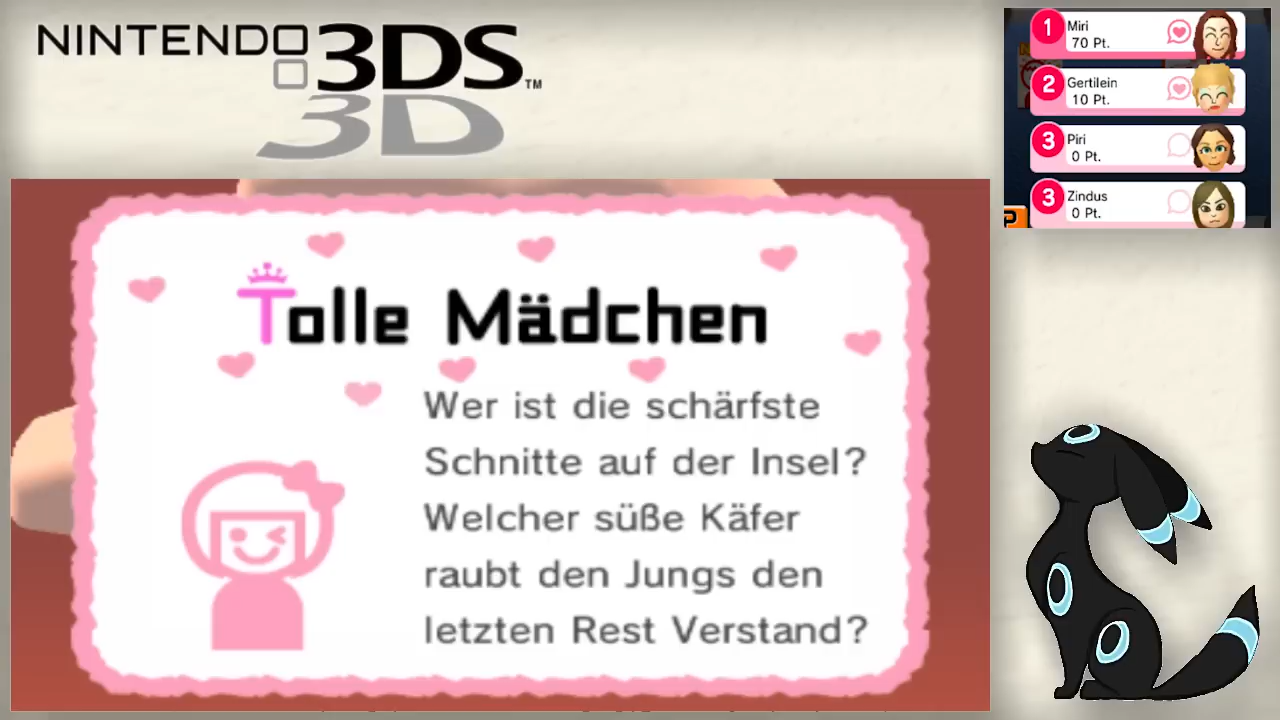 NINTENDO 3DS™
3D
Tolle Mädchen
Wer ist die schärfste
Schnitte auf der Insel?
Welcher süße Käfer
raubt den Jungs den
letzten Rest Verstand?
1 Miri
70 Pt.
2 Gertilein
10 Pt.
3 Piri
0 Pt.
3 Zindus
0 Pt.